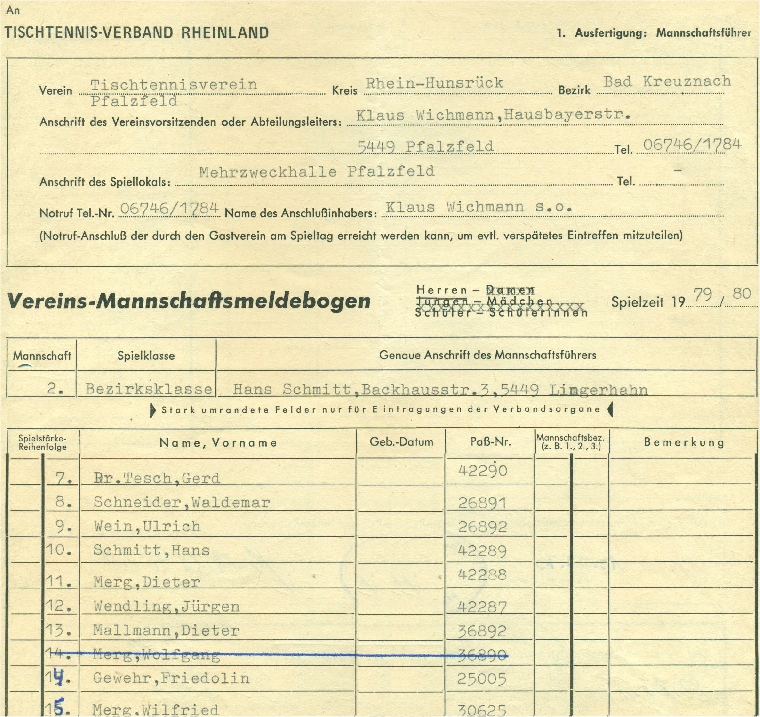 An
TISCHTENNIS-VERBAND RHEINLAND 1. Ausfertigung: Mannschaftsführer
Verein Tischtennisverein Kreis Rhein-Hunsrück Bezirk Bad Kreuznach
Pfalzfeld
Anschrift des Vereinsvorsitzenden oder Abteilungsleiters: Klaus Wichmann,Hausbayerstr.
5449 Pfalzfeld Tel. 06746/1784
Anschrift des Spiellokals: Mehrzweckhalle Pfalzfeld Tel. -
Notruf Tel.-Nr. 06746/1784 Name des Anschlußinhabers: Klaus Wichmann s.o.
(Notruf-Anschluß der durch den Gastverein am Spieltag erreicht werden kann, um evtl. verspätetes Eintreffen mitzuteilen)
Vereins-Mannschaftsmeldebogen Herren - Damen Spielzeit 19 79 / 80
Jungen - Mädchen
Schüler - Schülerinnen
Mannschaft Spielklasse Genaue Anschrift des Mannschaftsführers
2. Bezirksklasse Hans Schmitt,Backhausstr.3,5449 Lingerhahn
Stark umrandete Felder nur für Eintragungen der Verbandsorgane
Spielstärke- Name, Vorname Geb.-Datum Paß-Nr. Mannschaftsbez. Bemerkung
Reihenfolge (z. B. 1., 2., 3.)
7. Br.Tesch,Gerd 42290
8. Schneider,Waldemar 26891
9. Wein,Ulrich 26892
10. Schmitt,Hans 42289
11. Merg,Dieter 42288
12. Wendling,Jürgen 42287
13. Mallmann,Dieter 36892
14. Merg,Wolfgang 36890
14. Gewehr,Friedolin 25005
15. Merg,Wilfried 30625